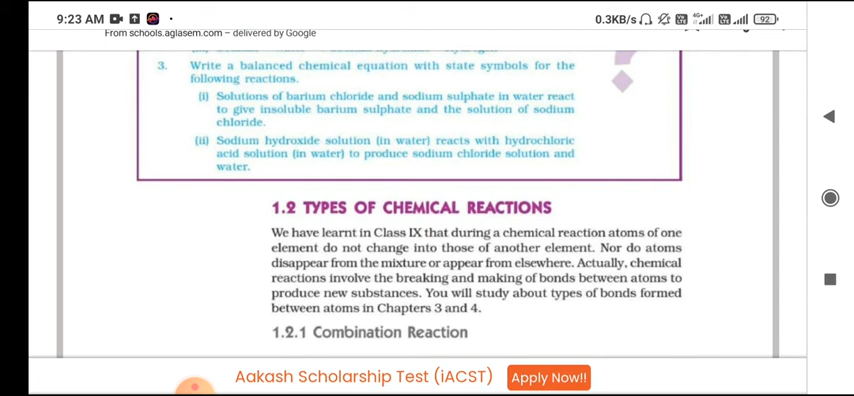 9:23 AM
0.3KB/s
4G+
92
From schools.aglasem.com – delivered by Google
3. Write a balanced chemical equation with state symbols for the
following reactions.
(i) Solutions of barium chloride and sodium sulphate in water react
to give insoluble barium sulphate and the solution of sodium
chloride.
(ii) Sodium hydroxide solution (in water) reacts with hydrochloric
acid solution (in water) to produce sodium chloride solution and
water.
1.2 TYPES OF CHEMICAL REACTIONS
We have learnt in Class IX that during a chemical reaction atoms of one
element do not change into those of another element. Nor do atoms
disappear from the mixture or appear from elsewhere. Actually, chemical
reactions involve the breaking and making of bonds between atoms to
produce new substances. You will study about types of bonds formed
between atoms in Chapters 3 and 4.
1.2.1 Combination Reaction
Aakash Scholarship Test (iACST)
Apply Now!!